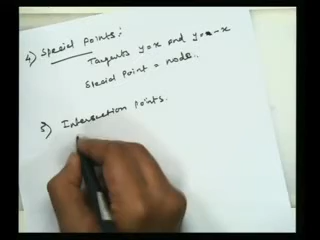 4) Special Points:
Tangents y=x and y=-x
Special Point = node.
5) Intersection Points.